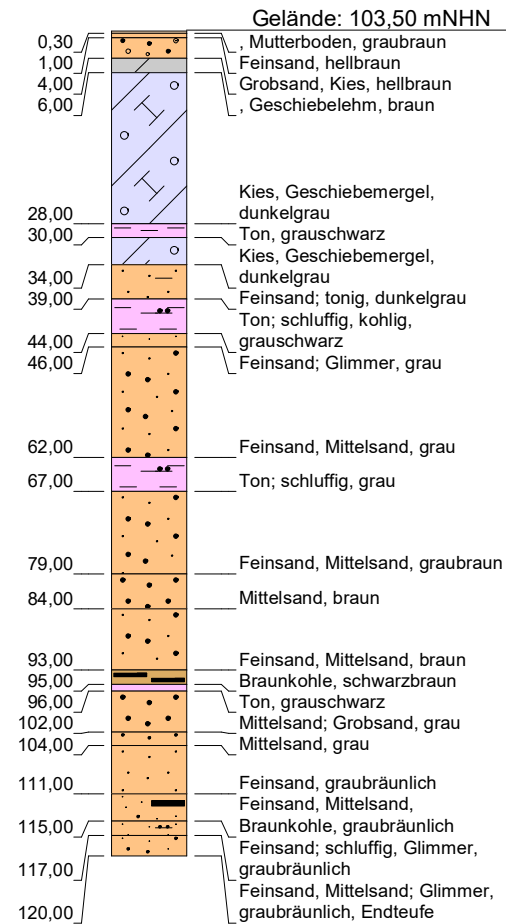 Gelände: 103,50 mNHN
0,30 , Mutterboden, graubraun
1,00 Feinsand, hellbraun
4,00 Grobsand, Kies, hellbraun
6,00 , Geschiebelehm, braun
Kies, Geschiebemergel,
28,00 dunkelgrau
30,00 Ton, grauschwarz
Kies, Geschiebemergel,
34,00 dunkelgrau
39,00 Feinsand; tonig, dunkelgrau
Ton; schluffig, kohlig,
44,00 grauschwarz
46,00 Feinsand; Glimmer, grau
62,00 Feinsand, Mittelsand, grau
67,00 Ton; schluffig, grau
79,00 Feinsand, Mittelsand, graubraun
84,00 Mittelsand, braun
93,00 Feinsand, Mittelsand, braun
95,00 Braunkohle, schwarzbraun
96,00 Ton, grauschwarz
102,00 Mittelsand; Grobsand, grau
104,00 Mittelsand, grau
111,00 Feinsand, graubräunlich
Feinsand, Mittelsand,
115,00 Braunkohle, graubräunlich
Feinsand; schluffig, Glimmer,
117,00 graubräunlich
Feinsand, Mittelsand; Glimmer,
120,00 graubräunlich, Endteufe